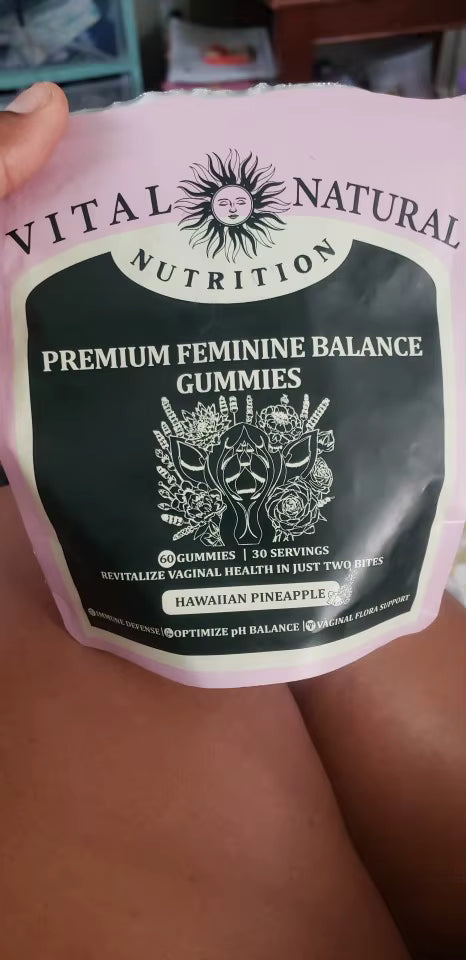 VITAL NATURAL
NUTRITION
PREMIUM FEMININE BALANCE
GUMMIES
60 GUMMIES | 30 SERVINGS
REVITALIZE VAGINAL HEALTH IN JUST TWO BITES
HAWAIIAN PINEAPPLE
IMMUNE DEFENSE | OPTIMIZE pH BALANCE | VAGINAL FLORA SUPPORT